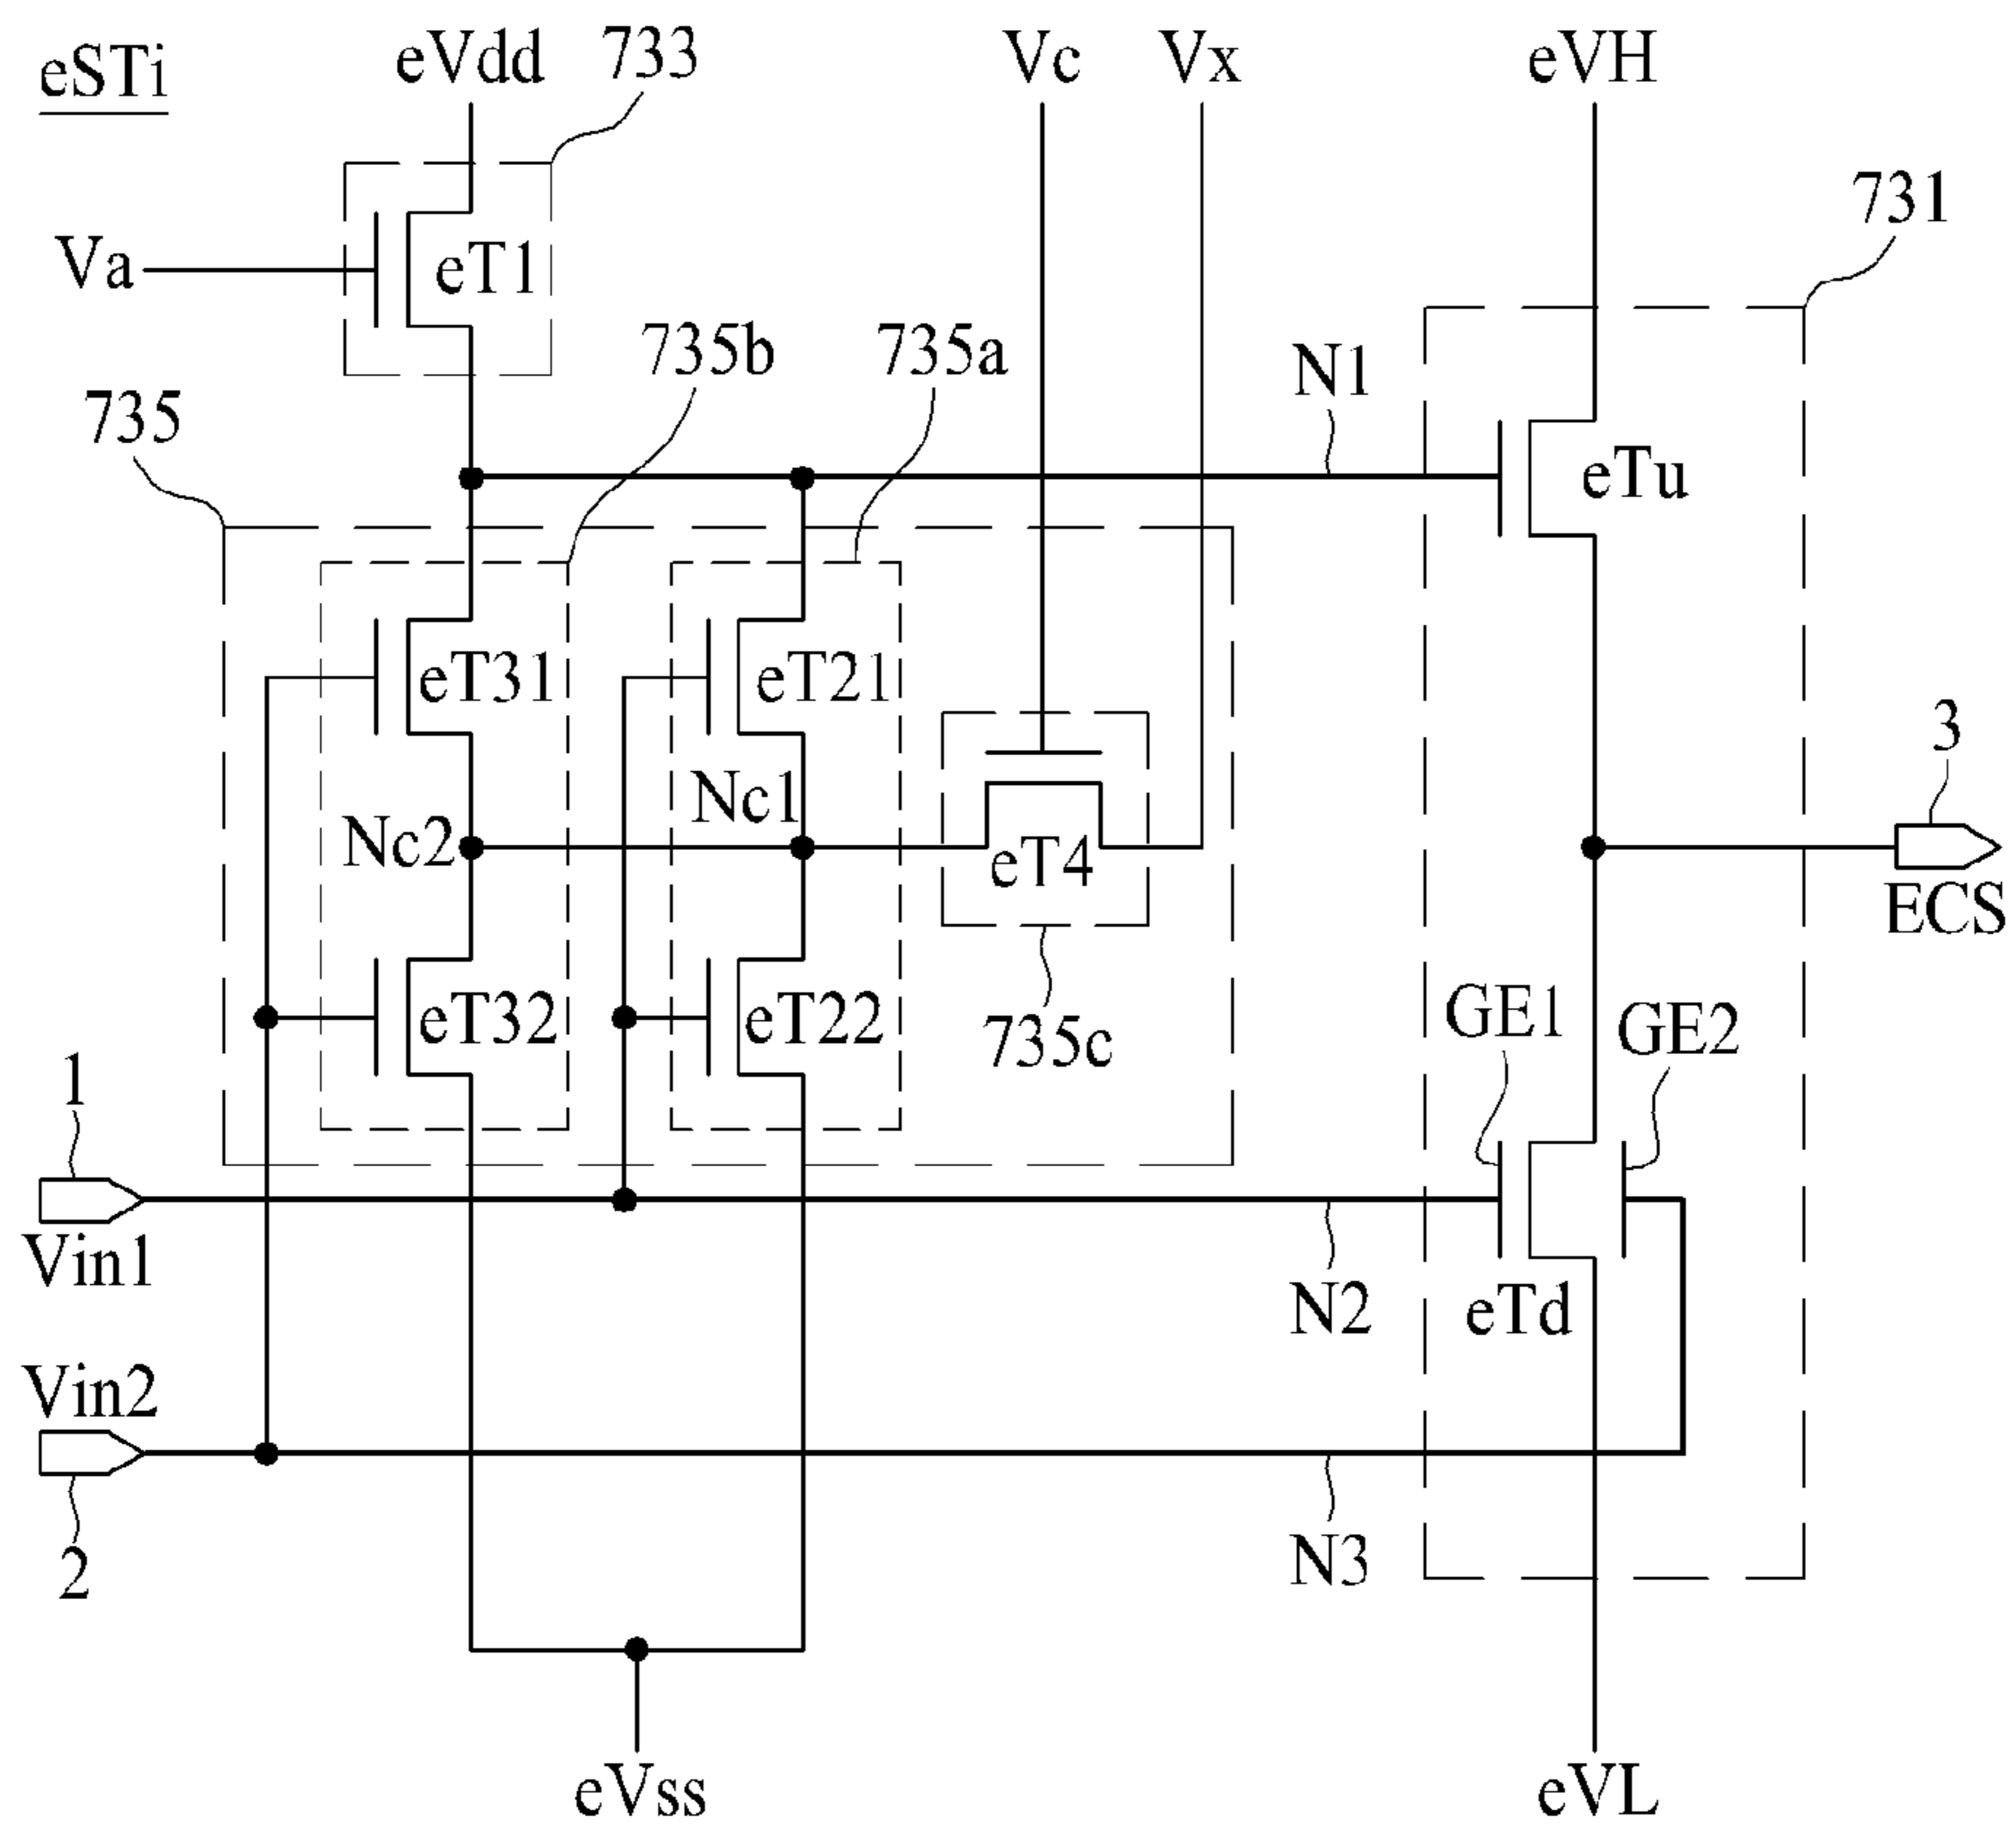 eSTi
eVdd
733
Vc
Vx
eVH
731
Va
eT1
735b
735a
N1
735
eTu
eT31
eT21
3
Nc1
Nc2
eT4
ECS
GE1
GE2
eT32
eT22
735c
1
Vin1
N2
eTd
Vin2
N3
2
eVss
eVL